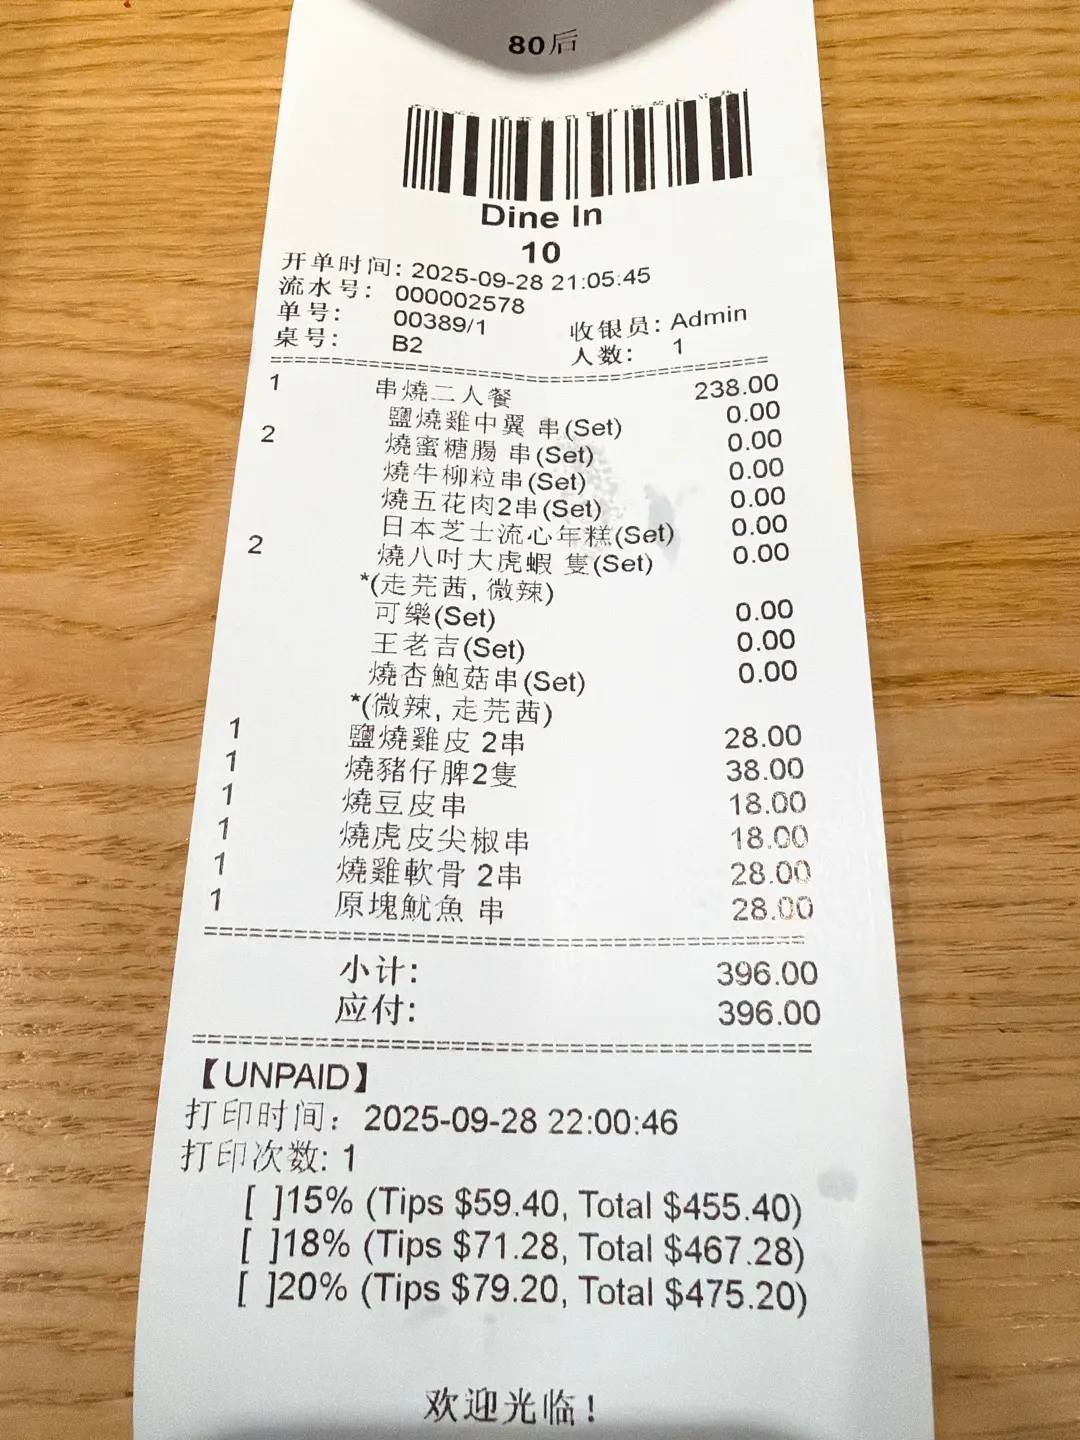 80后
Dine In
10
开单时间: 2025-09-28 21:05:45
流水号: 000002578
单号: 00389/1 收银员: Admin
桌号: B2 人数: 1
1 串燒二人餐 238.00
鹽燒雞中翼 串(Set) 0.00
2 燒蜜糖腸 串(Set) 0.00
燒牛柳粒串(Set) 0.00
燒五花肉2串(Set) 0.00
日本芝士流心年糕(Set) 0.00
2 燒八吋大虎蝦 隻(Set) 0.00
*(走芫茜, 微辣)
可樂(Set) 0.00
王老吉(Set) 0.00
燒杏鮑菇串(Set) 0.00
*(微辣, 走芫茜)
1 鹽燒雞皮 2串 28.00
1 燒豬仔脾2隻 38.00
1 燒豆皮串 18.00
1 燒虎皮尖椒串 18.00
1 燒雞軟骨 2串 28.00
1 原塊魷魚 串 28.00
小计: 396.00
应付: 396.00
【UNPAID】
打印时间: 2025-09-28 22:00:46
打印次数: 1
[ ]15% (Tips $59.40, Total $455.40)
[ ]18% (Tips $71.28, Total $467.28)
[ ]20% (Tips $79.20, Total $475.20)
欢迎光临!